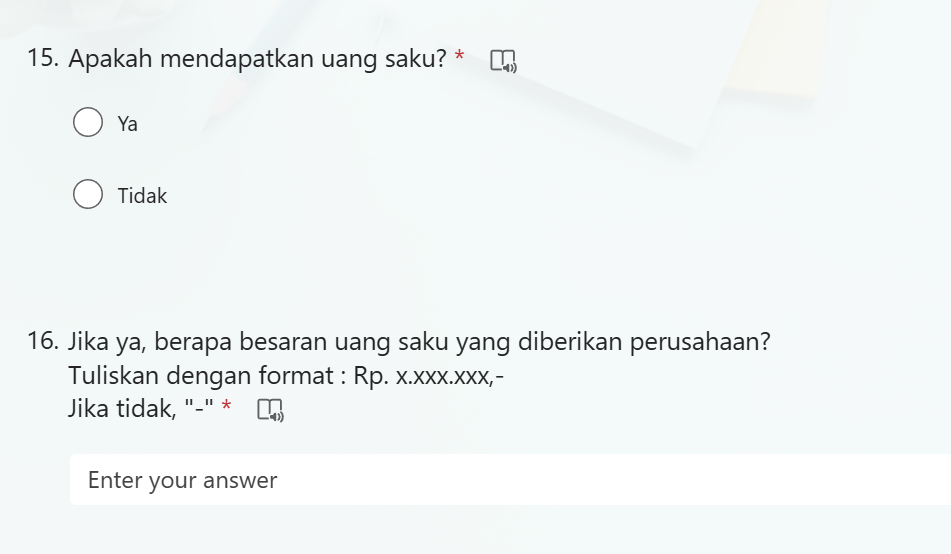 15. Apakah mendapatkan uang saku? *
Ya
Tidak
16. Jika ya, berapa besaran uang saku yang diberikan perusahaan?
Tuliskan dengan format : Rp. x.xxx.xxx,-
Jika tidak, "-" *
Enter your answer